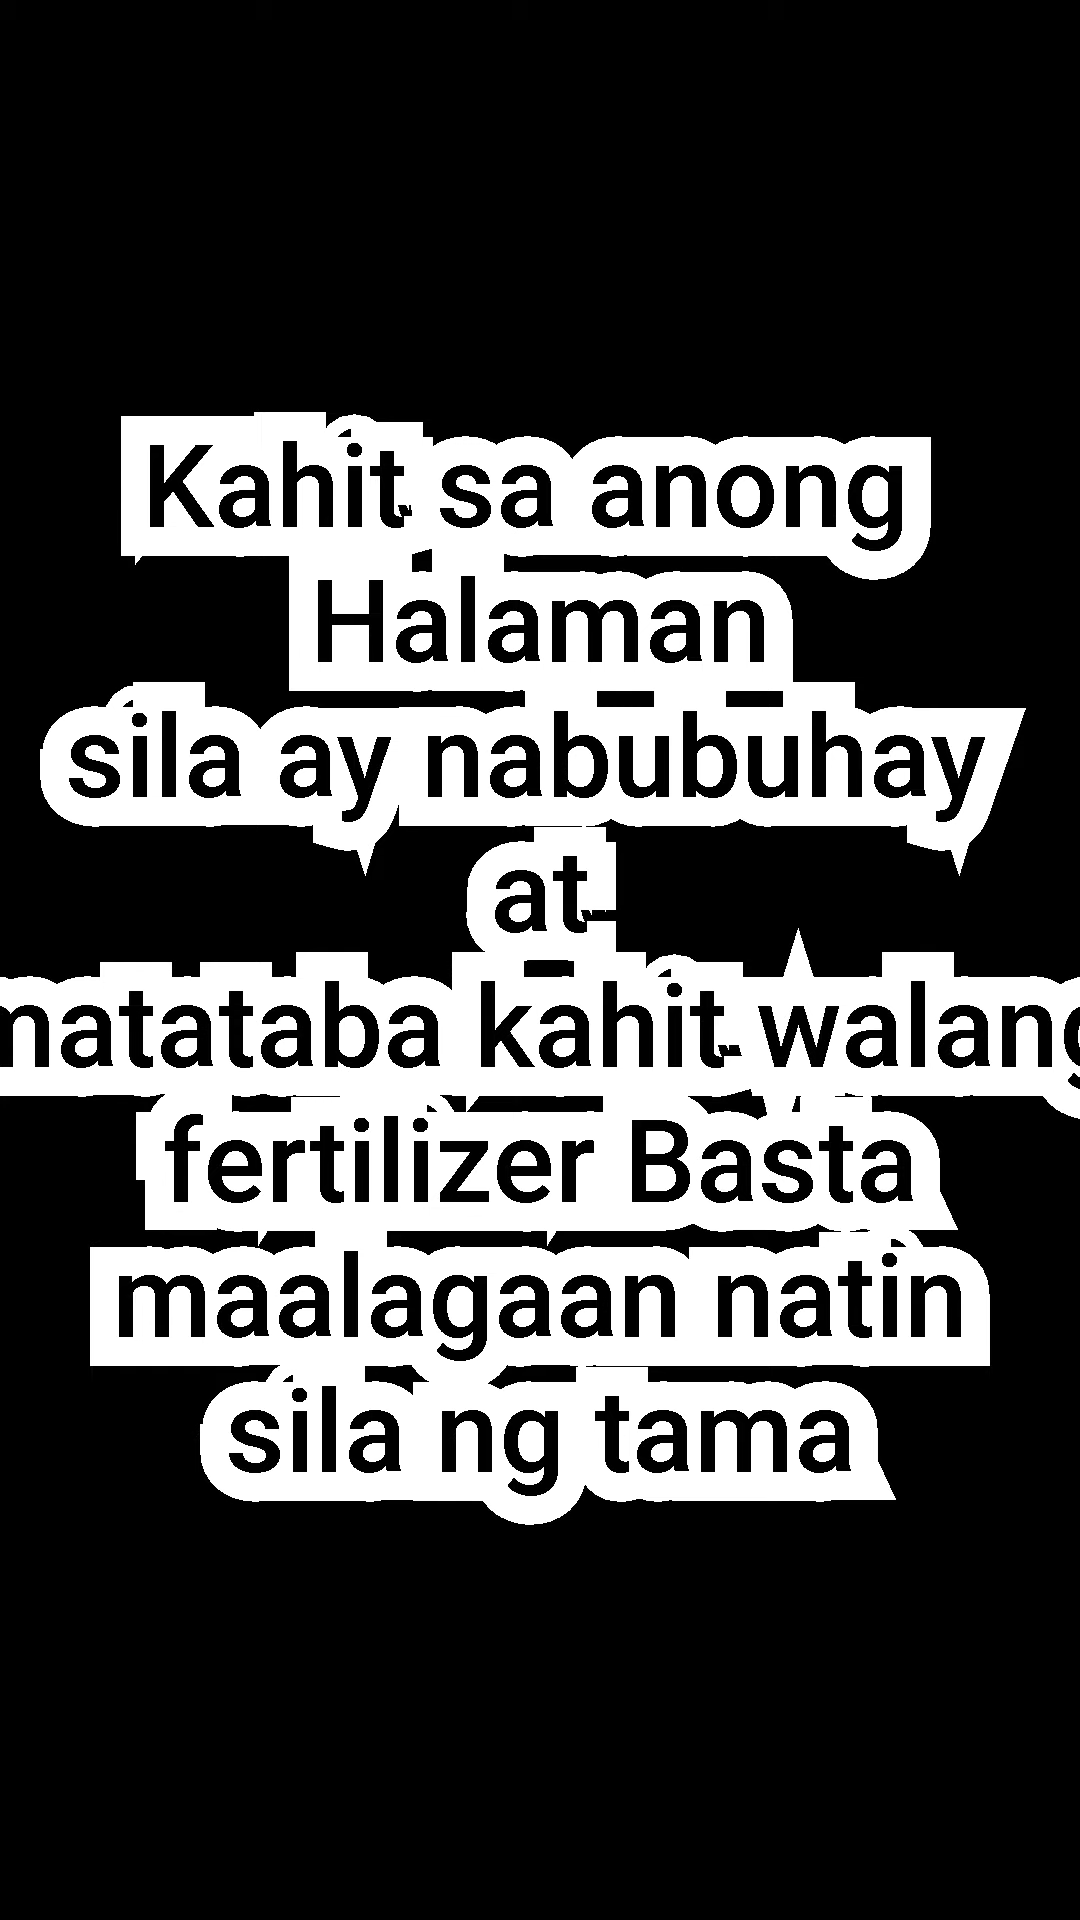 Kahit sa anong
Halaman
sila ay nabubuhay
at
matataba kahit walang
fertilizer Basta
maalagaan natin
sila ng tama